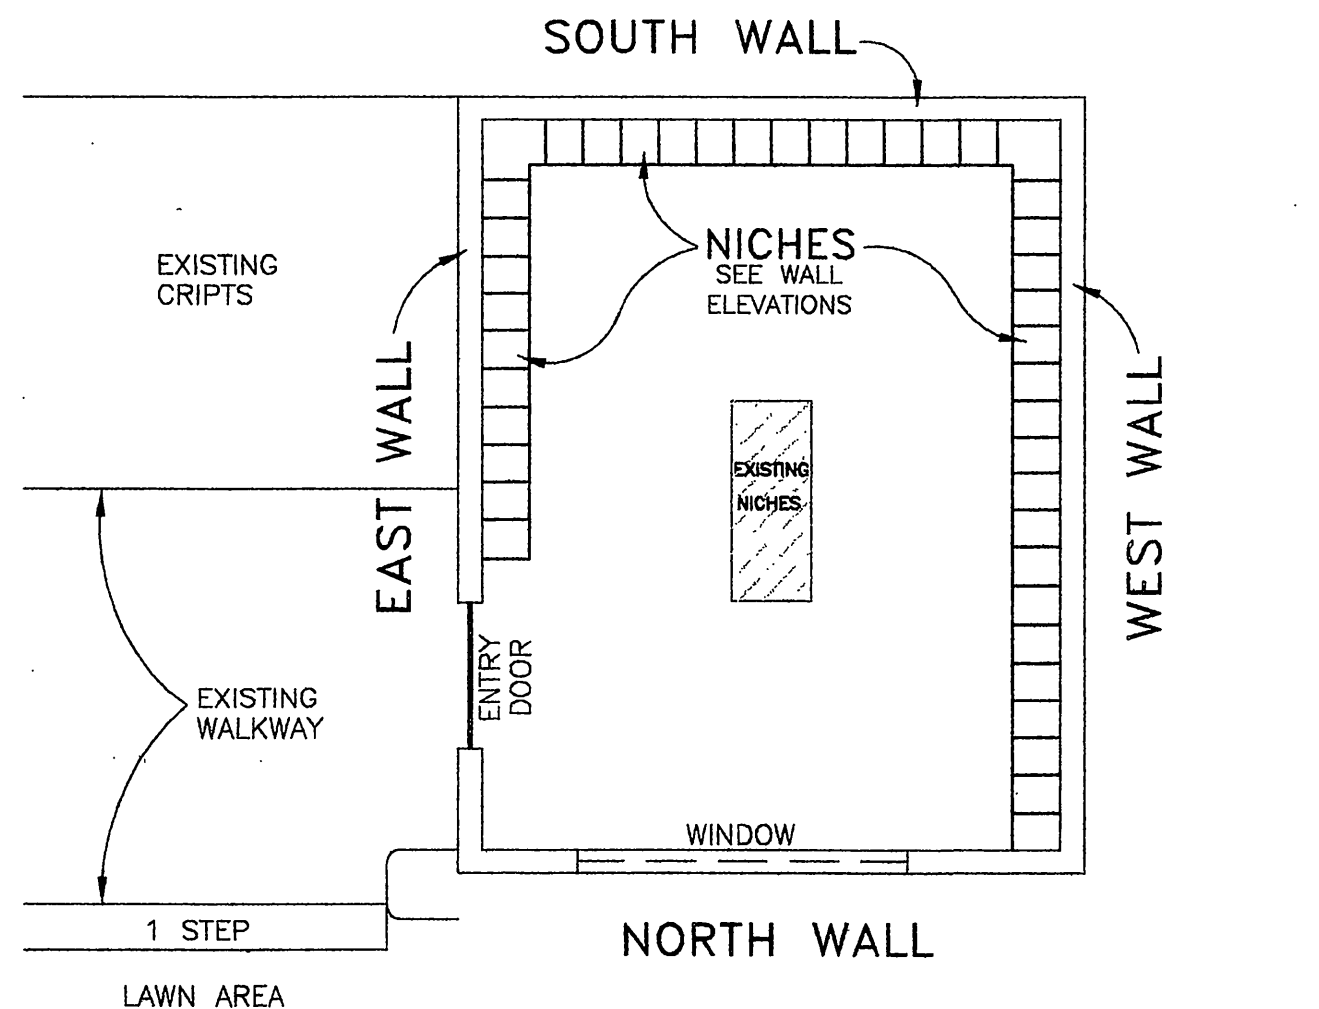 SOUTH WALL
NICHES
SEE WALL
ELEVATIONS
EXISTING
CRIPTS
EAST WALL
WEST WALL
EXISTING
NICHES
ENTRY
DOOR
EXISTING
WALKWAY
WINDOW
1 STEP
NORTH WALL
LAWN AREA